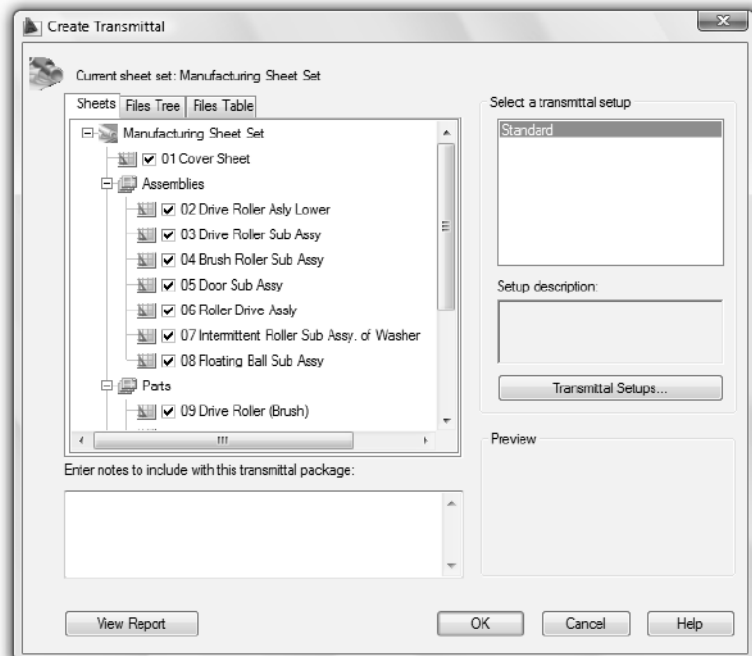 Create Transmittal
Current sheet set: Manufacturing Sheet Set
Sheets Files Tree Files Table
Manufacturing Sheet Set
01 Cover Sheet
Assemblies
02 Drive Roller Asly Lower
03 Drive Roller Sub Assy
04 Brush Roller Sub Assy
05 Door Sub Assy
06 Roller Drive Assly
07 Intermittent Roller Sub Assy. of Washer
08 Floating Ball Sub Assy
Parts
09 Drive Roller (Brush)
Enter notes to include with this transmittal package:
Select a transmittal setup
Standard
Setup description:
Transmittal Setups...
Preview
View Report
OK Cancel Help